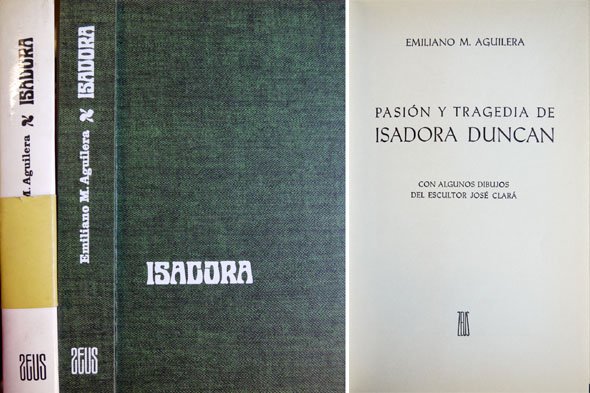 M. Aguilera ISADORA
ZEUS
Emiliano M. Aguilera ISADORA
ZEUS
ISADORA
EMILIANO M. AGUILERA
PASIÓN Y TRAGEDIA DE
ISADORA DUNCAN
CON ALGUNOS DIBUJOS
DEL ESCULTOR JOSÉ CLARÁ
ZEUS